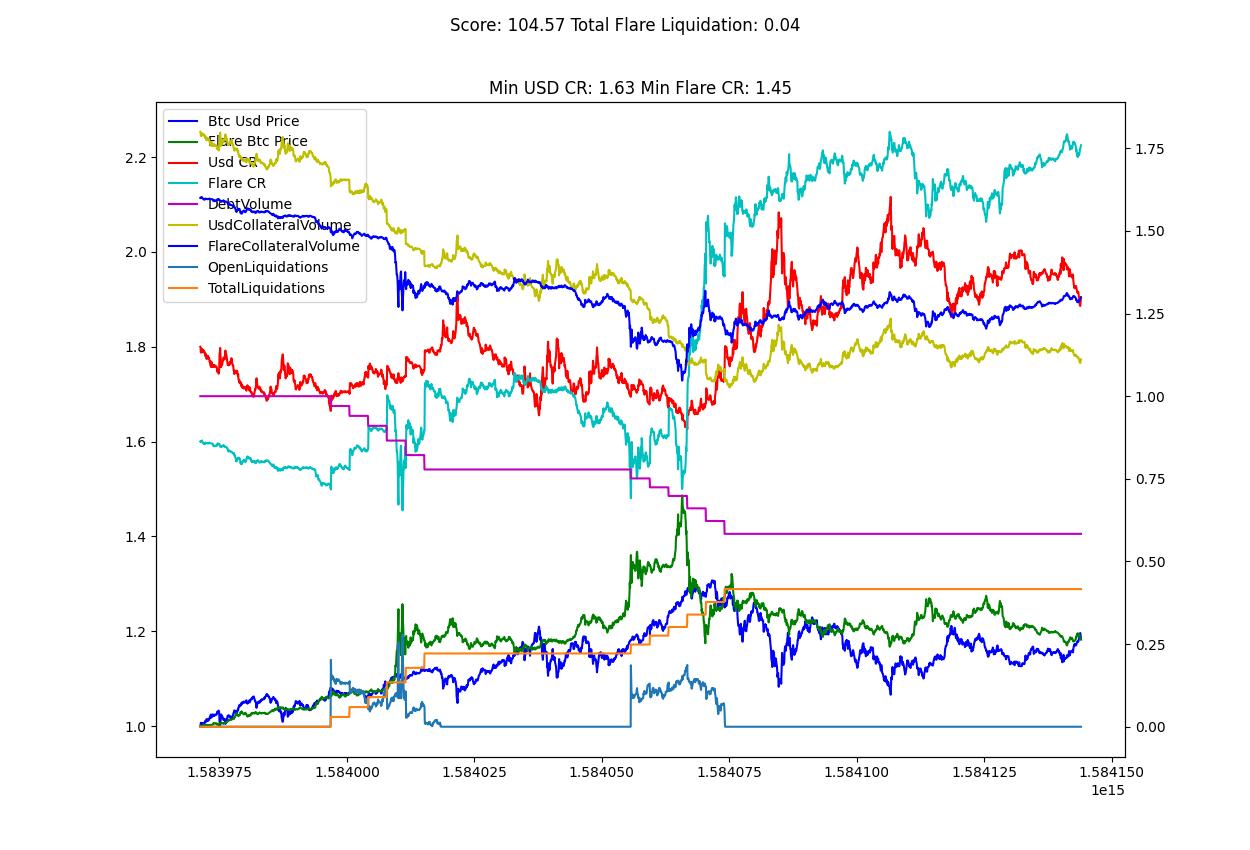 Score: 104.57 Total Flare Liquidation: 0.04
Min USD CR: 1.63 Min Flare CR: 1.45
Btc Usd Price
Flare Btc Price
Usd CR
Flare CR
DebtVolume
UsdCollateralVolume
FlareCollateralVolume
OpenLiquidations
TotalLiquidations
2.2
2.0
1.8
1.6
1.4
1.2
1.0
1.75
1.50
1.25
1.00
0.75
0.50
0.25
0.00
1.583975 1.584000 1.584025 1.584050 1.584075 1.584100 1.584125 1.584150
1e15